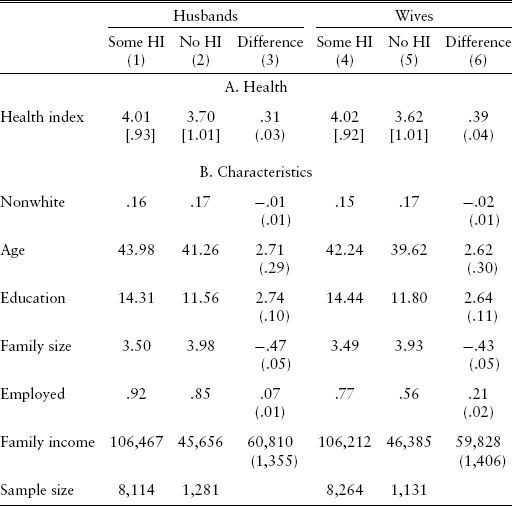 Husbands Wives
Some HI No HI Difference Some HI No HI Difference
(1) (2) (3) (4) (5) (6)
A. Health
Health index 4.01 3.70 .31 4.02 3.62 .39
[.93] [1.01] (.03) [.92] [1.01] (.04)
B. Characteristics
Nonwhite .16 .17 −.01 .15 .17 −.02
(.01) (.01)
Age 43.98 41.26 2.71 42.24 39.62 2.62
(.29) (.30)
Education 14.31 11.56 2.74 14.44 11.80 2.64
(.10) (.11)
Family size 3.50 3.98 −.47 3.49 3.93 −.43
(.05) (.05)
Employed .92 .85 .07 .77 .56 .21
(.01) (.02)
Family income 106,467 45,656 60,810 106,212 46,385 59,828
(1,355) (1,406)
Sample size 8,114 1,281 8,264 1,131